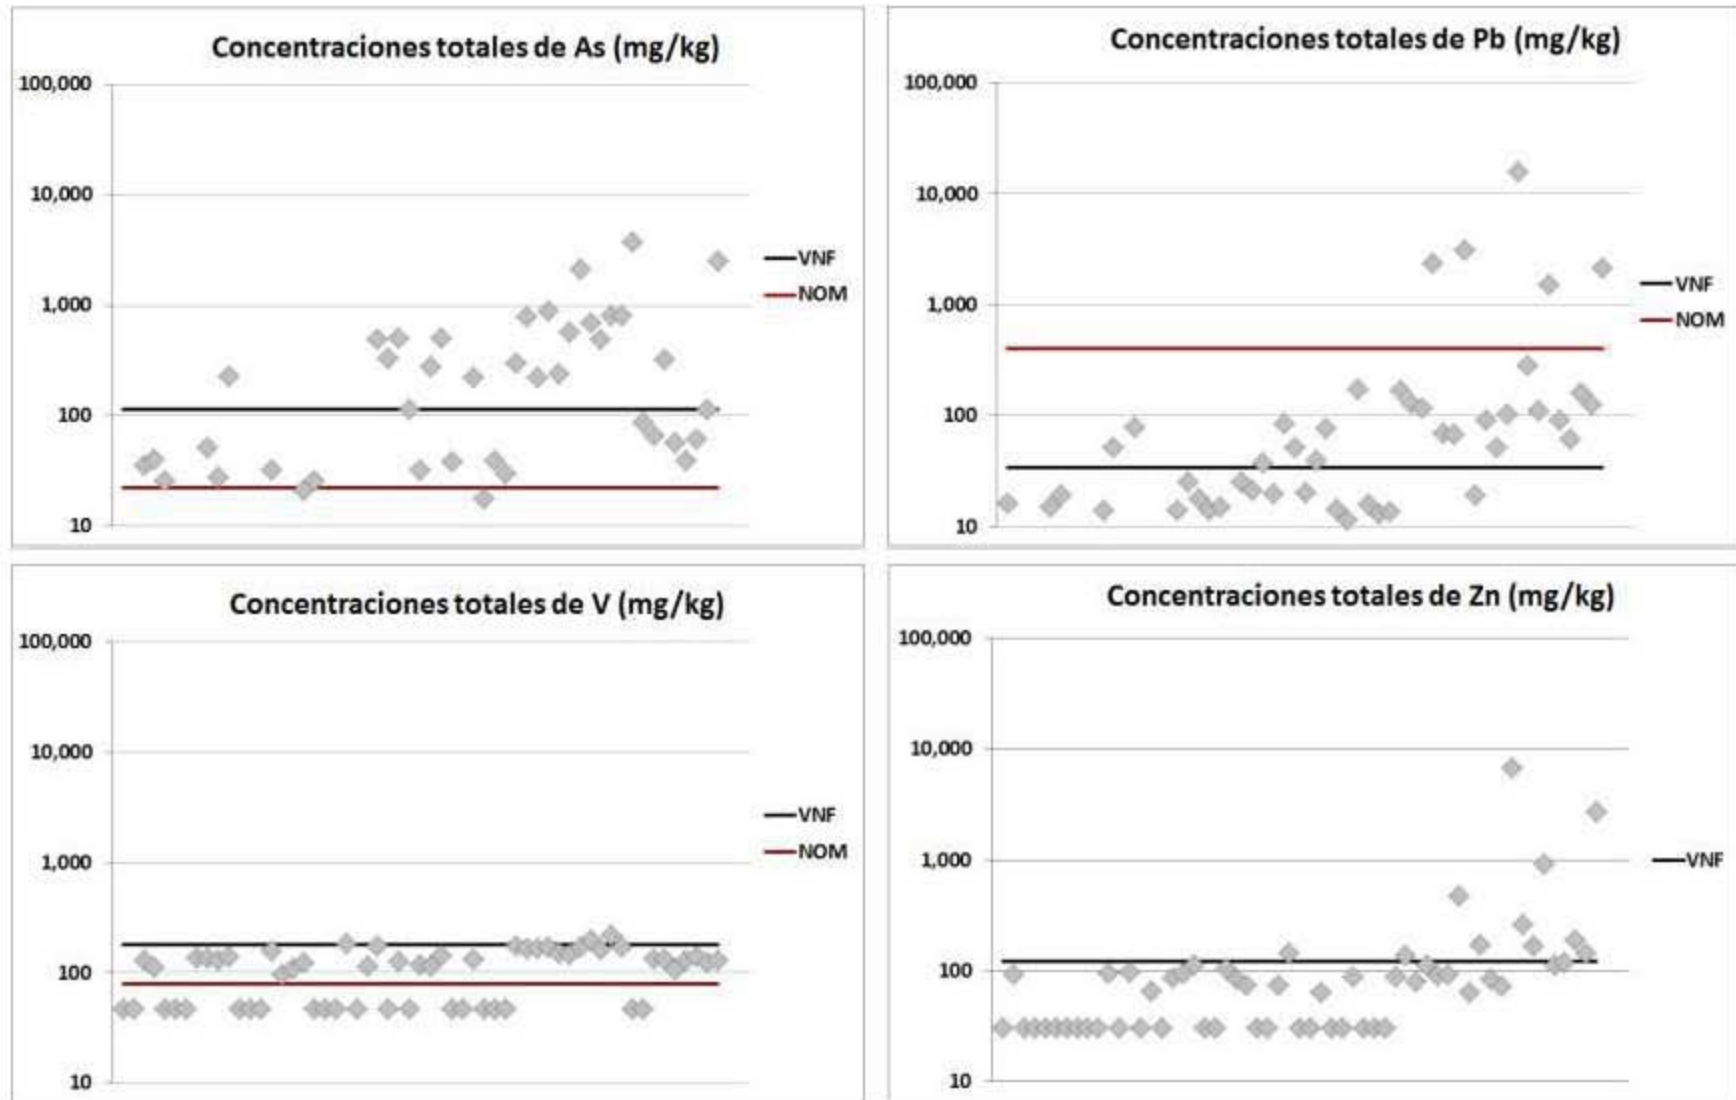 Concentraciones totales de As (mg/kg)
100,000
10,000
1,000
100
10
VNF
NOM
Concentraciones totales de Pb (mg/kg)
100,000
10,000
1,000
100
10
VNF
NOM
Concentraciones totales de V (mg/kg)
100,000
10,000
1,000
100
10
VNF
NOM
Concentraciones totales de Zn (mg/kg)
100,000
10,000
1,000
100
10
VNF